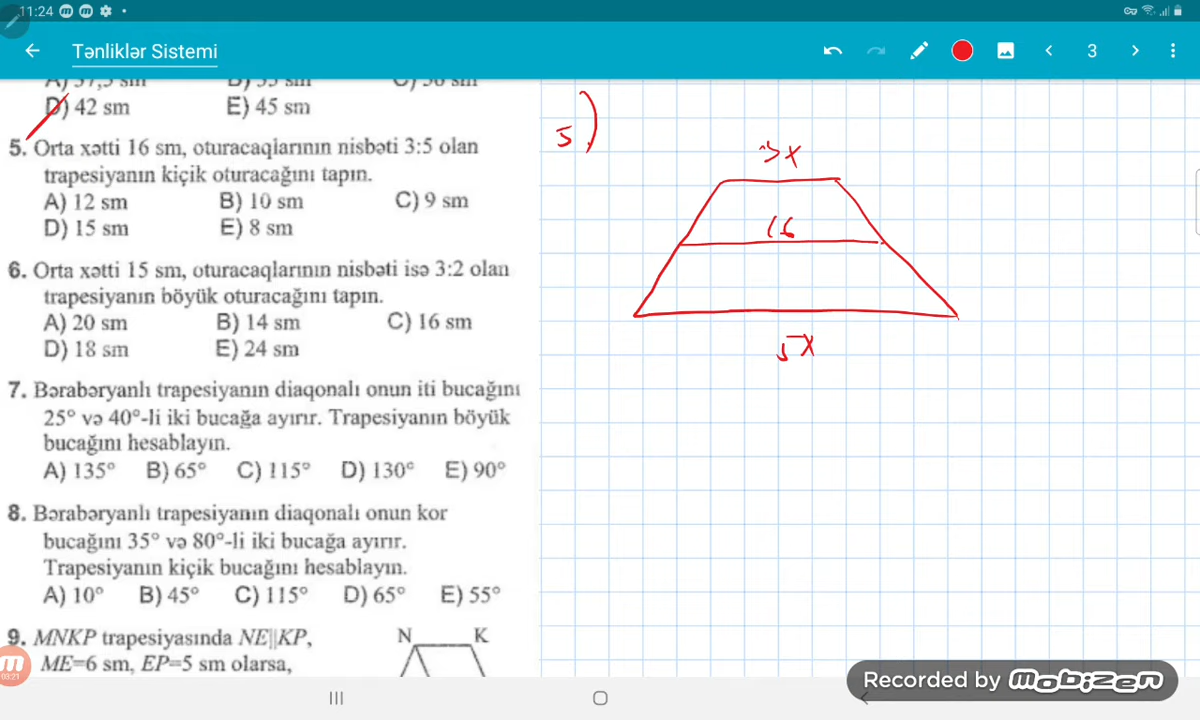 11:24
Tənliklər Sistemi
3
D) 42 sm E) 45 sm
5. Orta xətti 16 sm, oturacaqlarının nisbəti 3:5 olan
trapesiyanın kiçik oturacağını tapın.
A) 12 sm B) 10 sm C) 9 sm
D) 15 sm E) 8 sm
6. Orta xətti 15 sm, oturacaqlarının nisbəti isə 3:2 olan
trapesiyanın böyük oturacağını tapın.
A) 20 sm B) 14 sm C) 16 sm
D) 18 sm E) 24 sm
7. Bərabəryanlı trapesiyanın diaqonalı onun iti bucağını
25° və 40°-li iki bucağa ayırır. Trapesiyanın böyük
bucağını hesablayın.
A) 135° B) 65° C) 115° D) 130° E) 90°
8. Bərabəryanlı trapesiyanın diaqonalı onun kor
bucağını 35° və 80°-li iki bucağa ayırır.
Trapesiyanın kiçik bucağını hesablayın.
A) 10° B) 45° C) 115° D) 65° E) 55°
9. MNKP trapesiyasında NE||KP,
ME=6 sm, EP=5 sm olarsa,
N K
5)
3x
16
5x
03:21
Recorded by mobizen